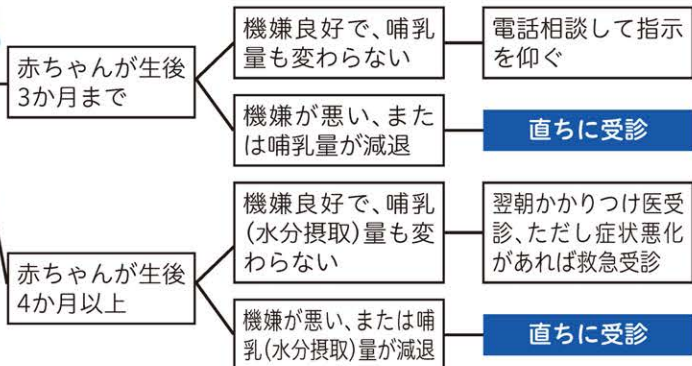 赤ちゃんが生後
3か月まで
機嫌良好で、哺乳
量も変わらない
電話相談して指示
を仰ぐ
機嫌が悪い、また
は哺乳量が減退
直ちに受診
赤ちゃんが生後
4か月以上
機嫌良好で、哺乳
(水分摂取)量も変
わらない
翌朝かかりつけ医受
診、ただし症状悪化
があれば救急受診
機嫌が悪い、または哺
乳(水分摂取)量が減退
直ちに受診